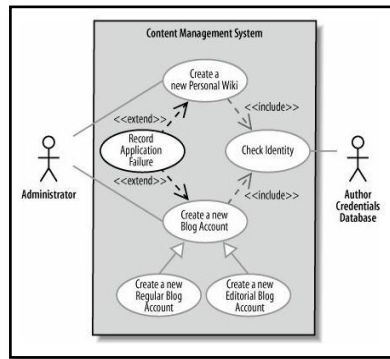 Content Management System
Create a
new Personal Wiki
<<extend>>
<<include>>
Record
Application
Failure
Check Identity
Administrator
Author
Credentials
Database
<<extend>>
<<include>>
Create a new
Blog Account
Create a new
Regular Blog
Account
Create a new
Editorial Blog
Account